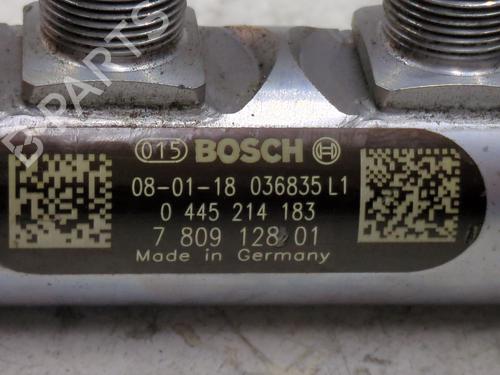 015 BOSCH
08-01-18 036835 L1
0 445 214 183
7 809 128 01
Made in Germany
B PARTS